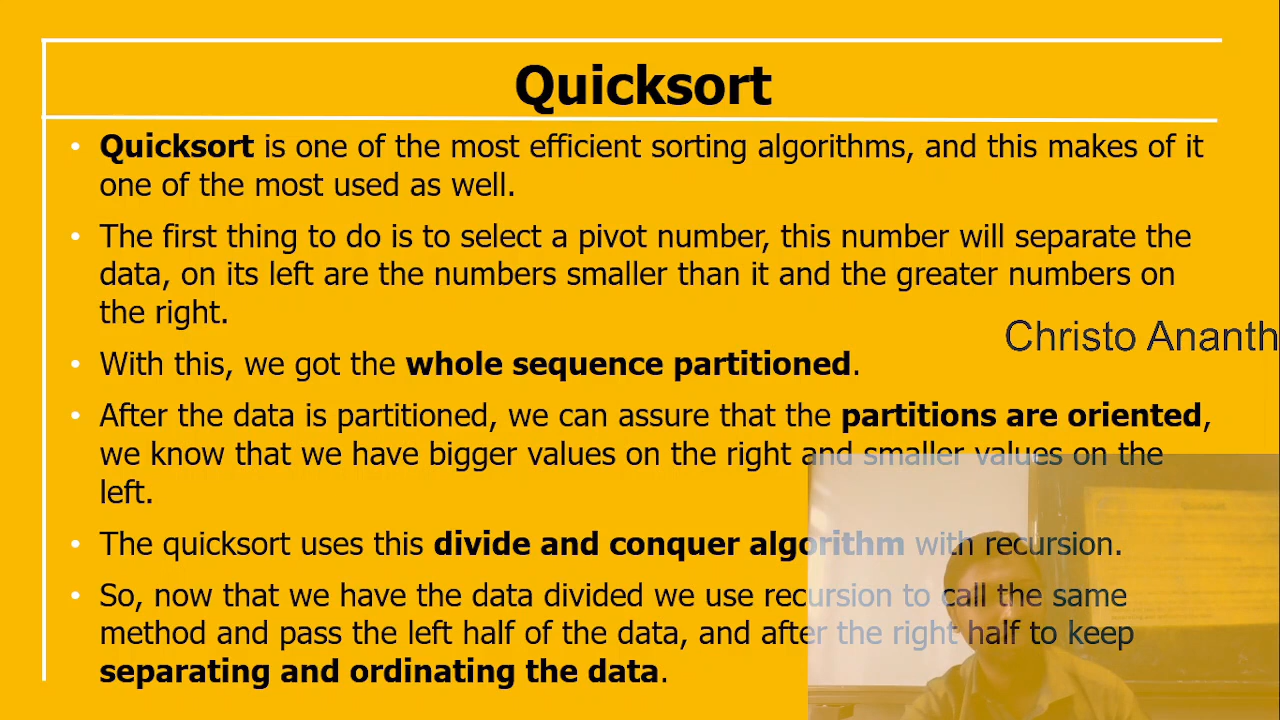 Quicksort
• Quicksort is one of the most efficient sorting algorithms, and this makes of it
one of the most used as well.
• The first thing to do is to select a pivot number, this number will separate the
data, on its left are the numbers smaller than it and the greater numbers on
the right.
Christo Ananth
• With this, we got the whole sequence partitioned.
• After the data is partitioned, we can assure that the partitions are oriented,
we know that we have bigger values on the right and smaller values on the
left.
• The quicksort uses this divide and conquer algorithm with recursion.
• So, now that we have the data divided we use recursion to call the same
method and pass the left half of the data, and after the right half to keep
separating and ordinating the data.